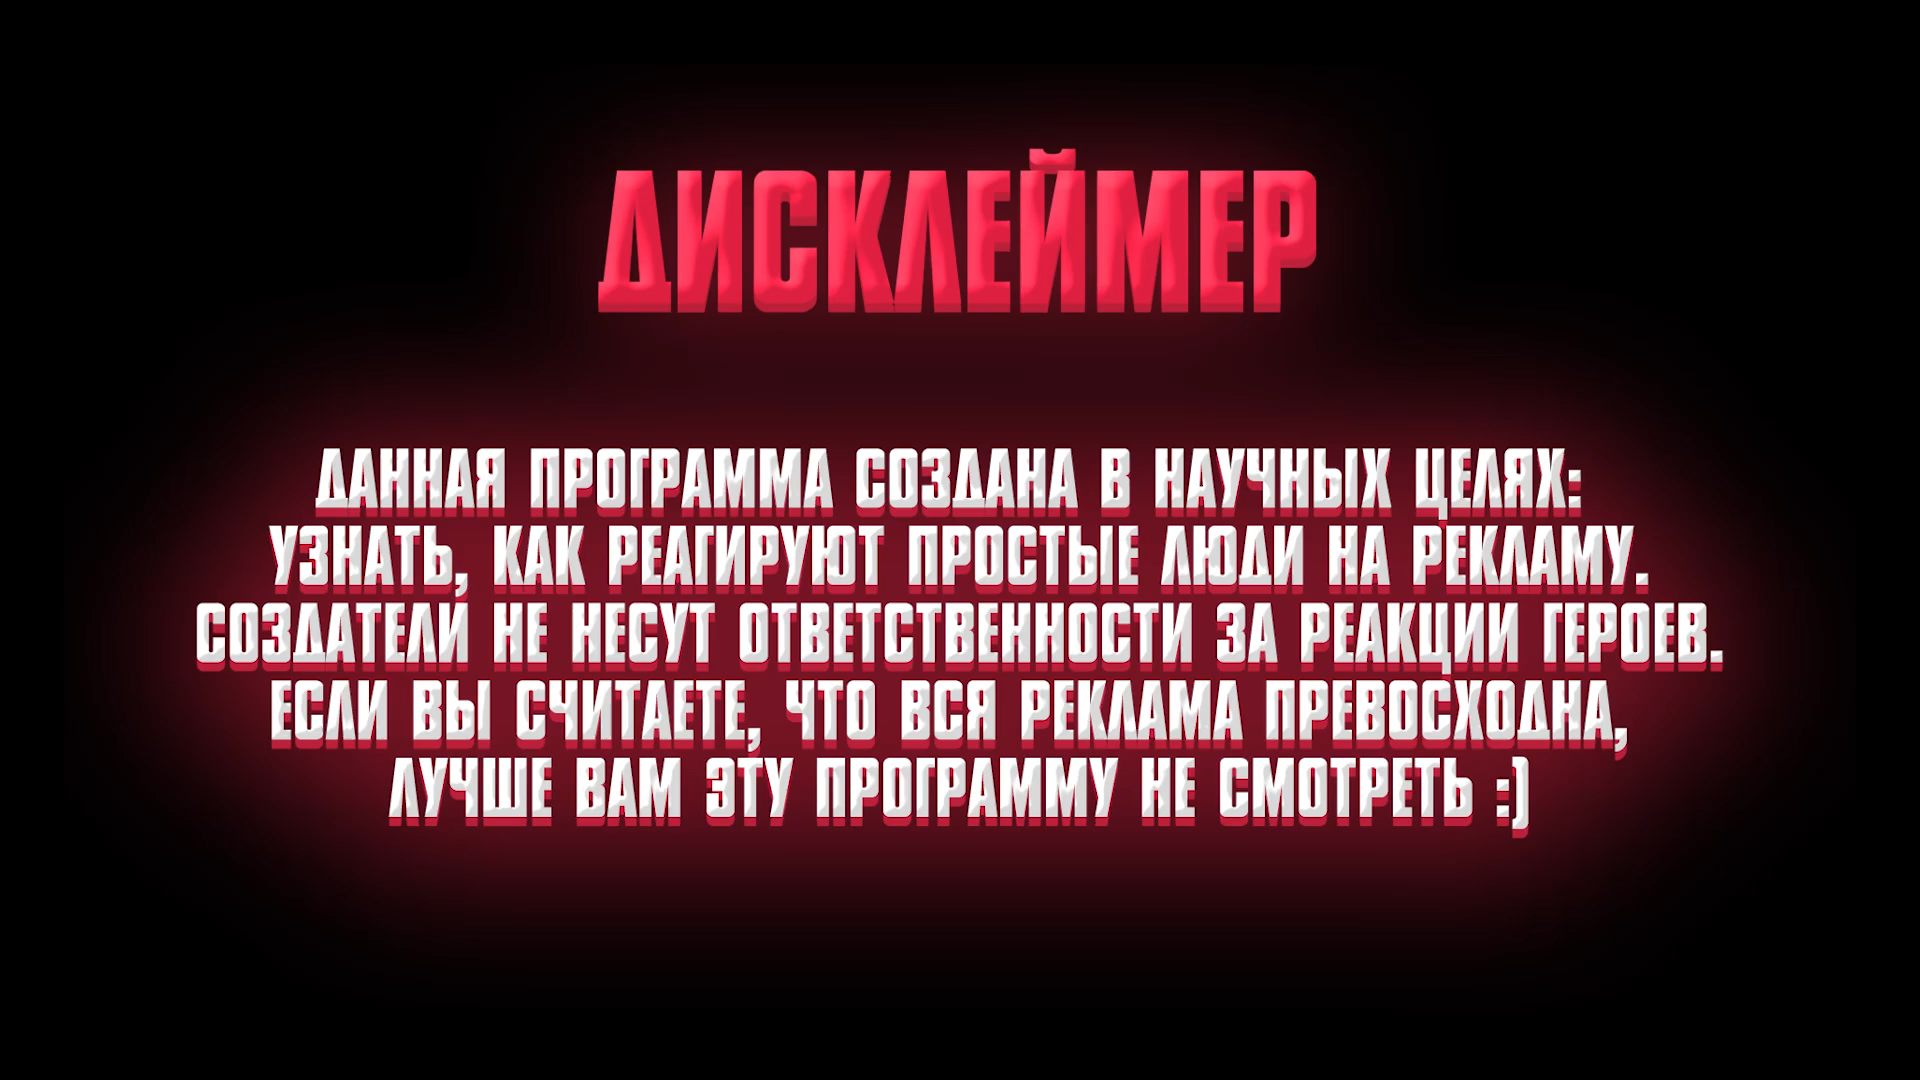 ДИСКЛЕЙМЕР
ДАННАЯ ПРОГРАММА СОЗДАНА В НАУЧНЫХ ЦЕЛЯХ:
УЗНАТЬ, КАК РЕАГИРУЮТ ПРОСТЫЕ ЛЮДИ НА РЕКЛАМУ.
СОЗДАТЕЛИ НЕ НЕСУТ ОТВЕТСТВЕННОСТИ ЗА РЕАКЦИИ ГЕРОЕВ.
ЕСЛИ ВЫ СЧИТАЕТЕ, ЧТО ВСЯ РЕКЛАМА ПРЕВОСХОДНА,
ЛУЧШЕ ВАМ ЭТУ ПРОГРАММУ НЕ СМОТРЕТЬ :)